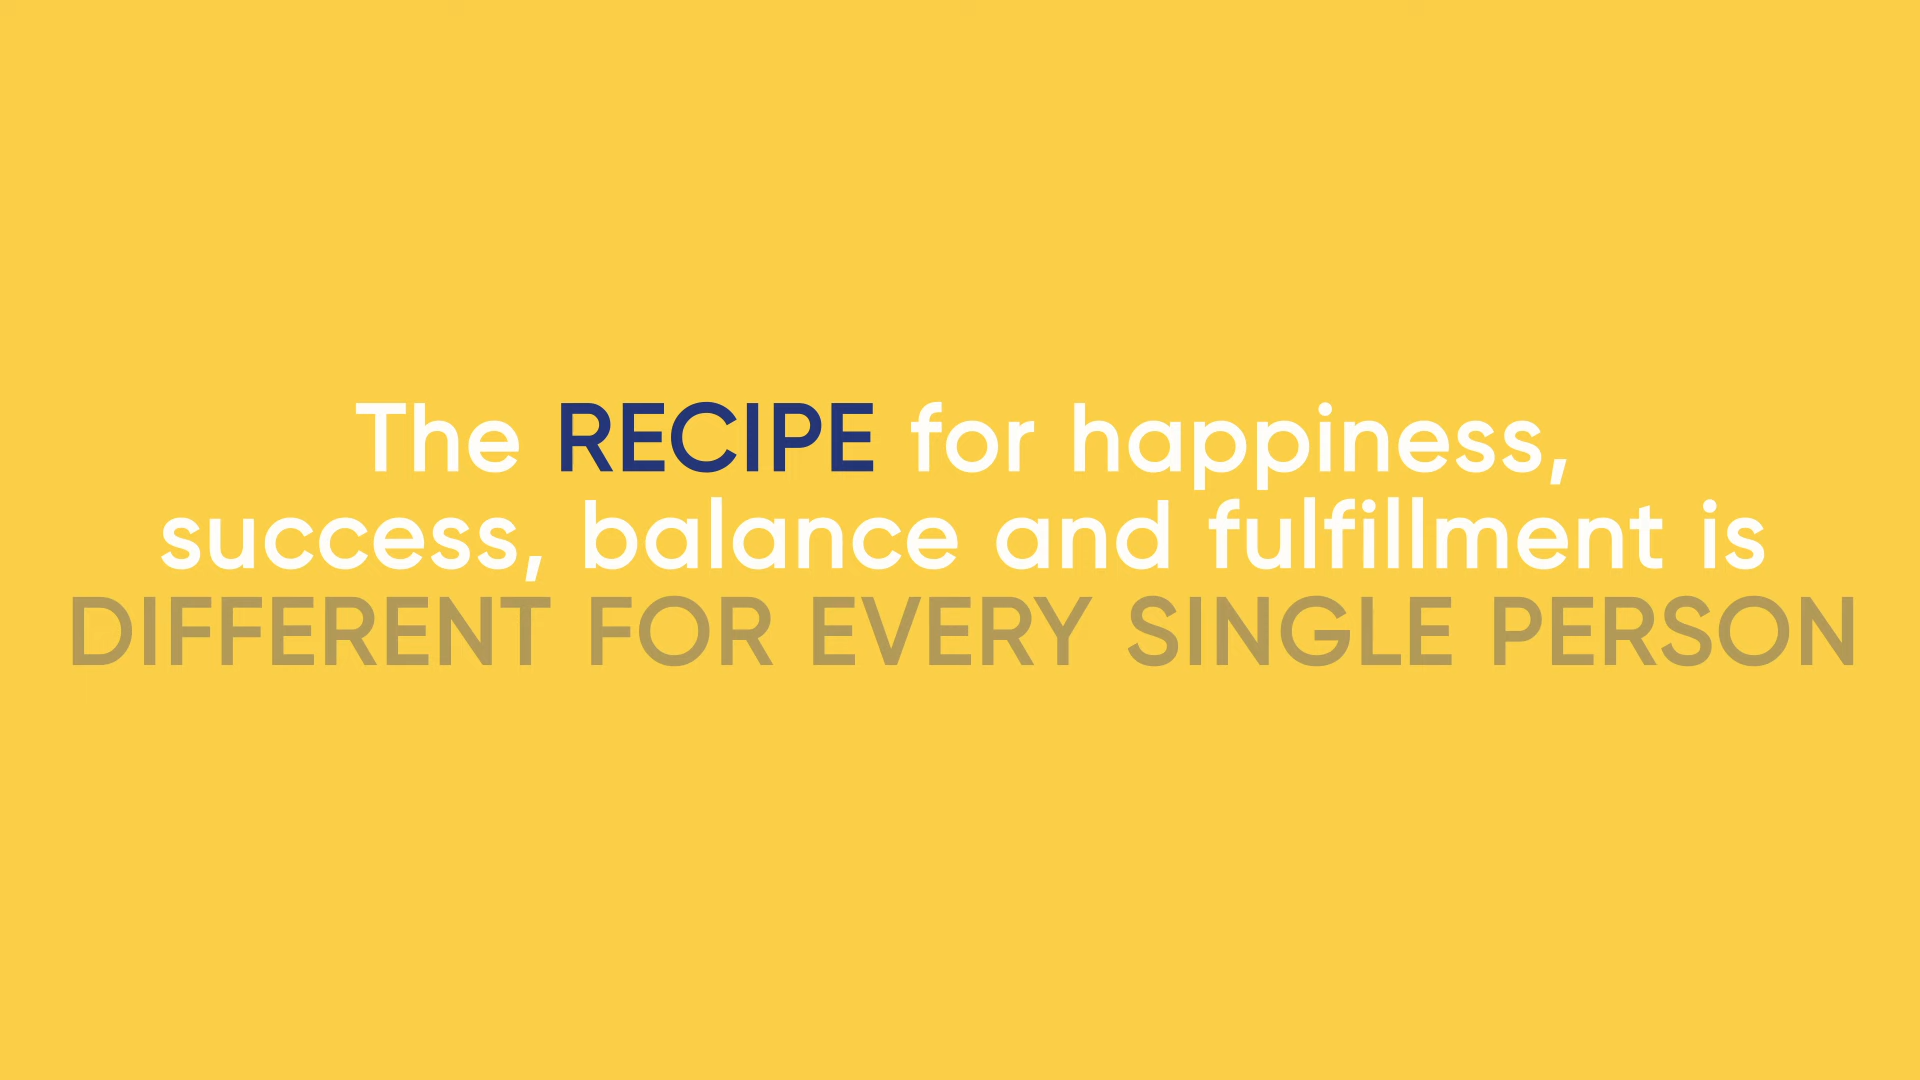 The RECIPE for happiness,
success, balance and fulfillment is
DIFFERENT FOR EVERY SINGLE PERSON